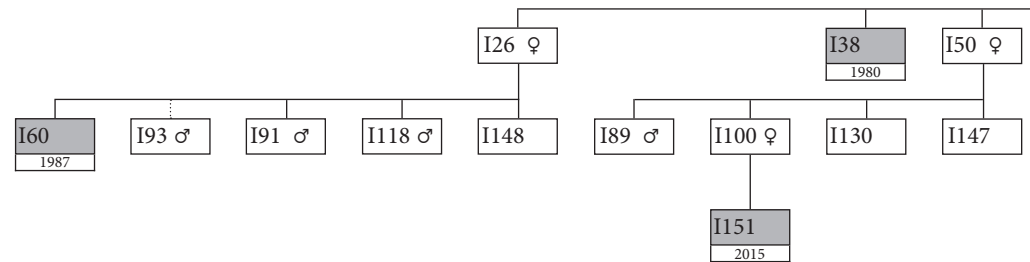 I26 ♀
I38
1980
I50 ♀
I60
1987
I93 ♂
I91 ♂
I118 ♂
I148
I89 ♂
I100 ♀
I130
I147
I151
2015